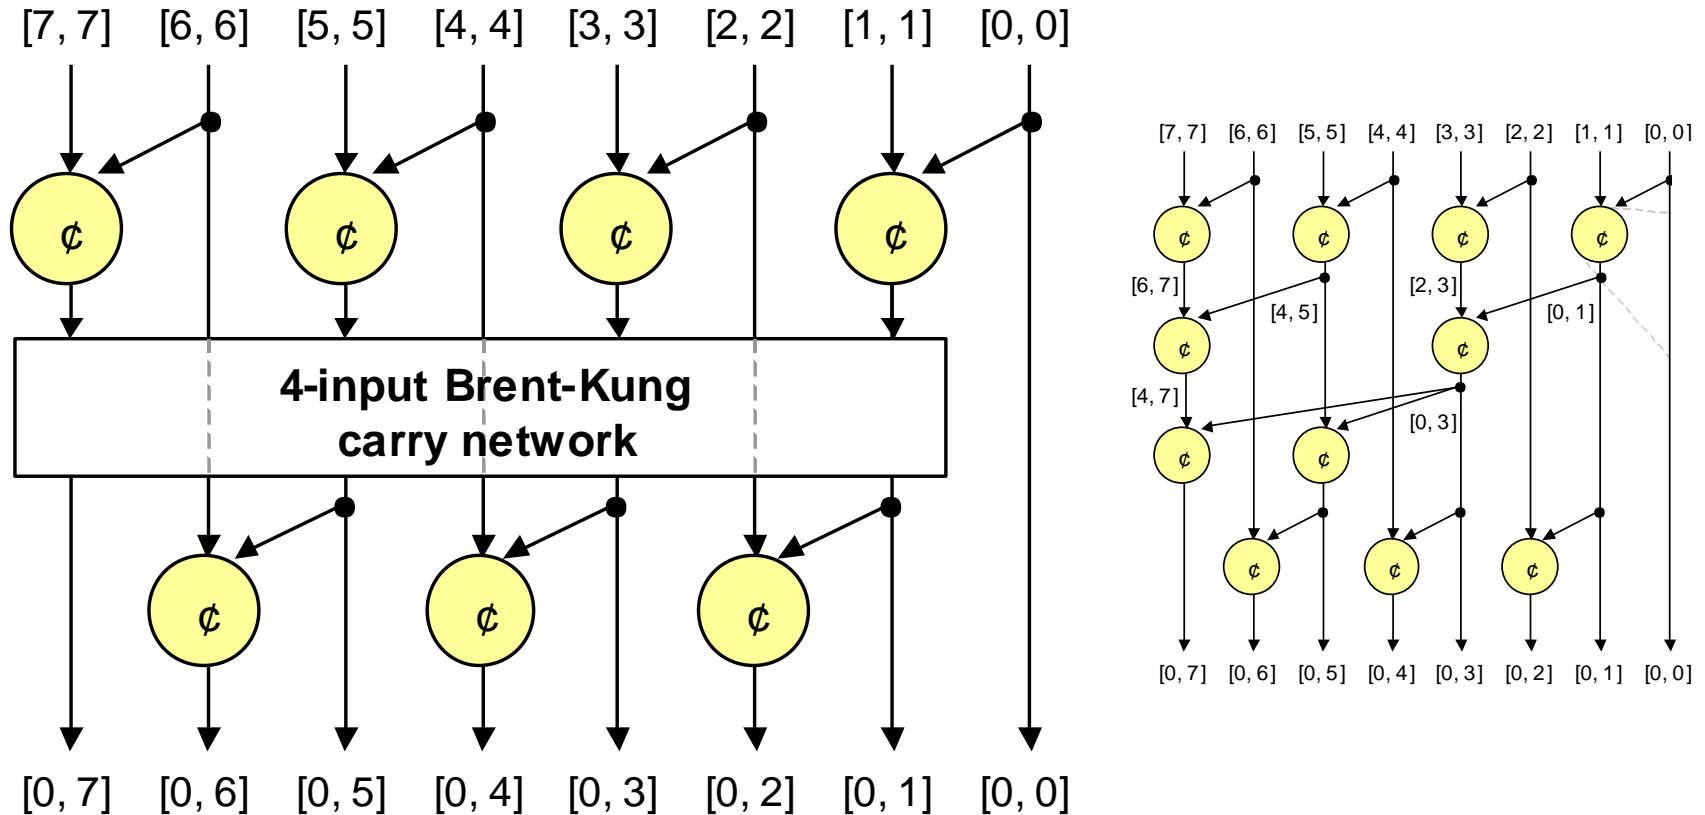 [7, 7] [6, 6] [5, 5] [4, 4] [3, 3] [2, 2] [1, 1] [0, 0]
¢ ¢ ¢ ¢
4-input Brent-Kung
carry network
¢ ¢ ¢
[0, 7] [0, 6] [0, 5] [0, 4] [0, 3] [0, 2] [0, 1] [0, 0]
[7, 7] [6, 6] [5, 5] [4, 4] [3, 3] [2, 2] [1, 1] [0, 0]
¢ ¢ ¢ ¢
[6, 7] [2, 3]
[4, 5] [0, 1]
¢ ¢
[4, 7]
[0, 3]
¢ ¢
¢ ¢ ¢
[0, 7] [0, 6] [0, 5] [0, 4] [0, 3] [0, 2] [0, 1] [0, 0]